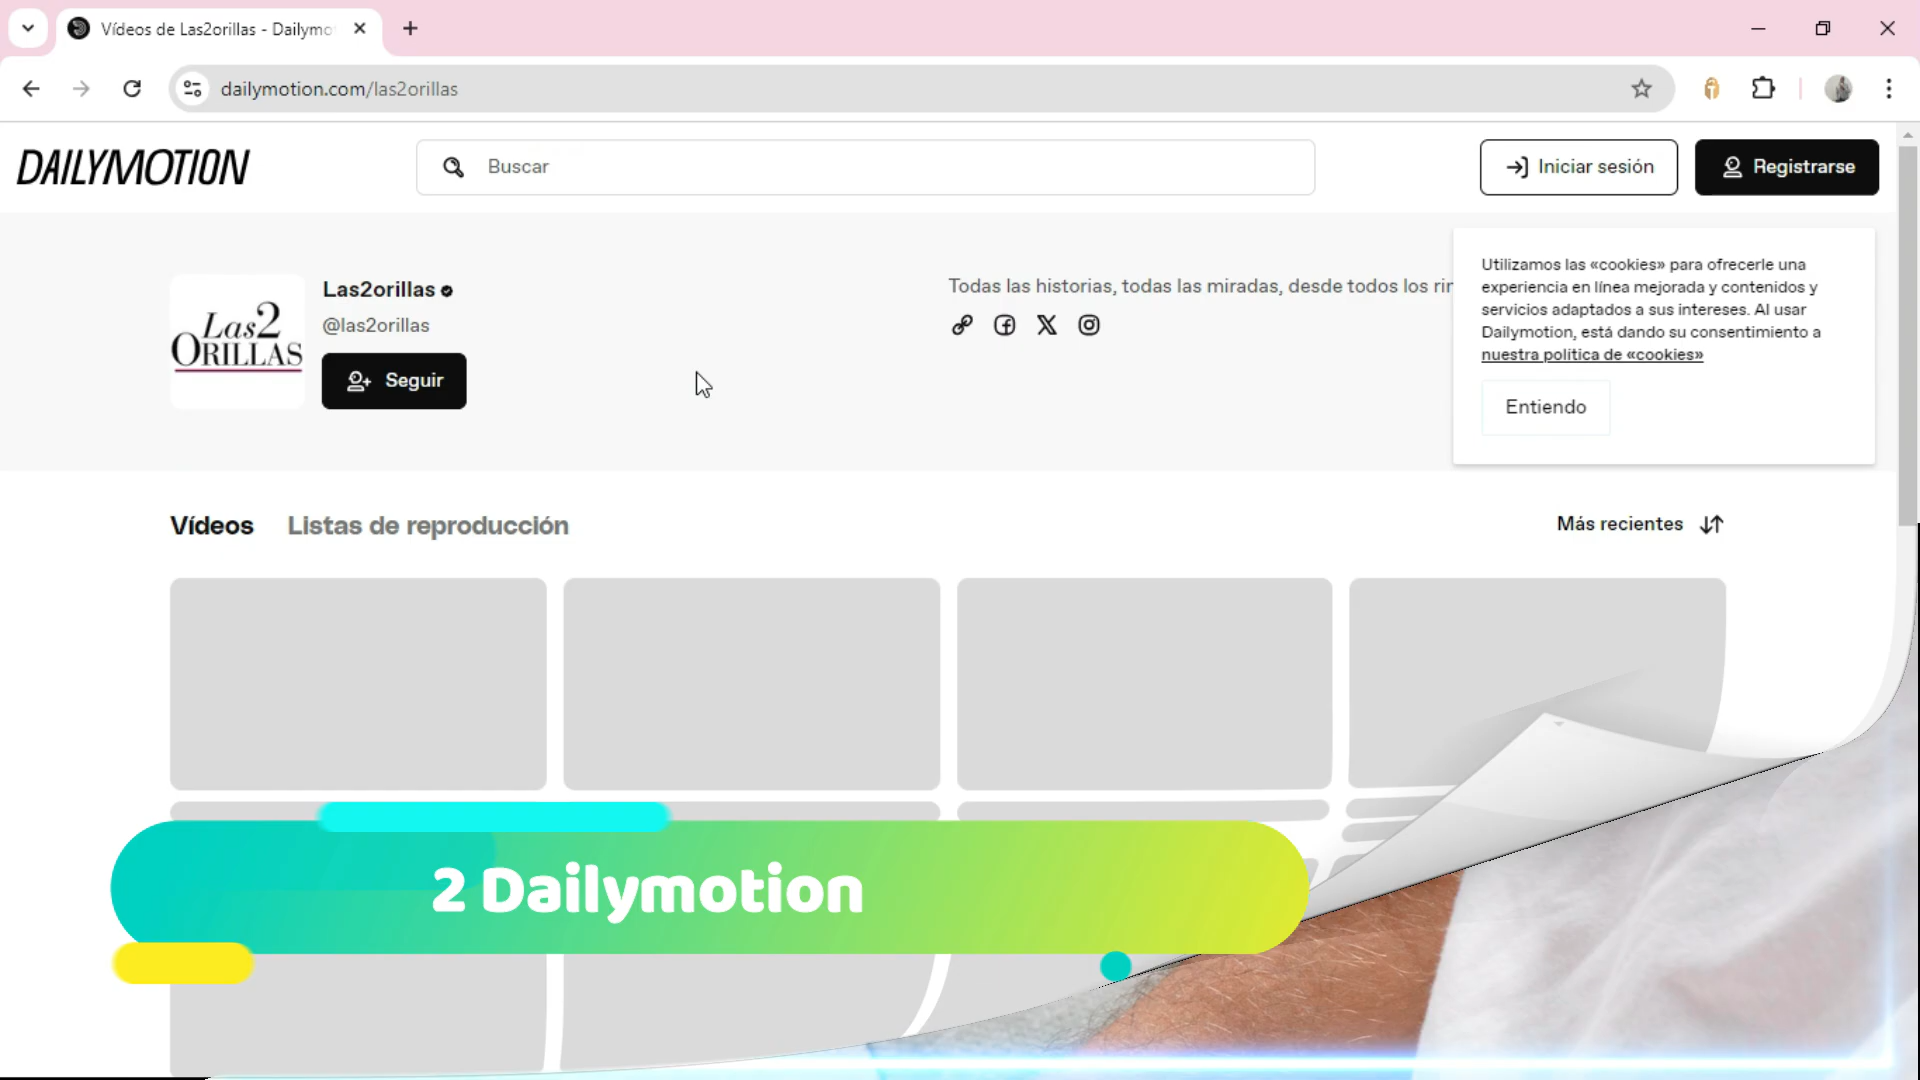 Vídeos de Las2orillas - Dailymo
dailymotion.com/las2orillas
DAILYMOTION
Buscar
Iniciar sesión
Registrarse
Las2
ORILLAS
Las2orillas
@las2orillas
Seguir
Todas las historias, todas las miradas, desde todos los rin
Utilizamos las «cookies» para ofrecerle una
experiencia en línea mejorada y contenidos y
servicios adaptados a sus intereses. Al usar
Dailymotion, está dando su consentimiento a
nuestra política de «cookies»
Entiendo
Vídeos
Listas de reproducción
Más recientes
2 Dailymotion